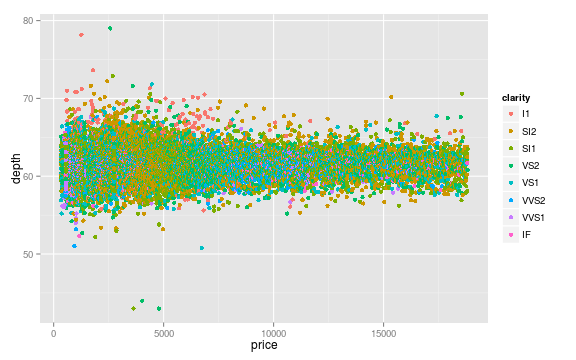 80
70
60
50
depth
0
5000
10000
15000
price
clarity
I1
SI2
SI1
VS2
VS1
VVS2
VVS1
IF